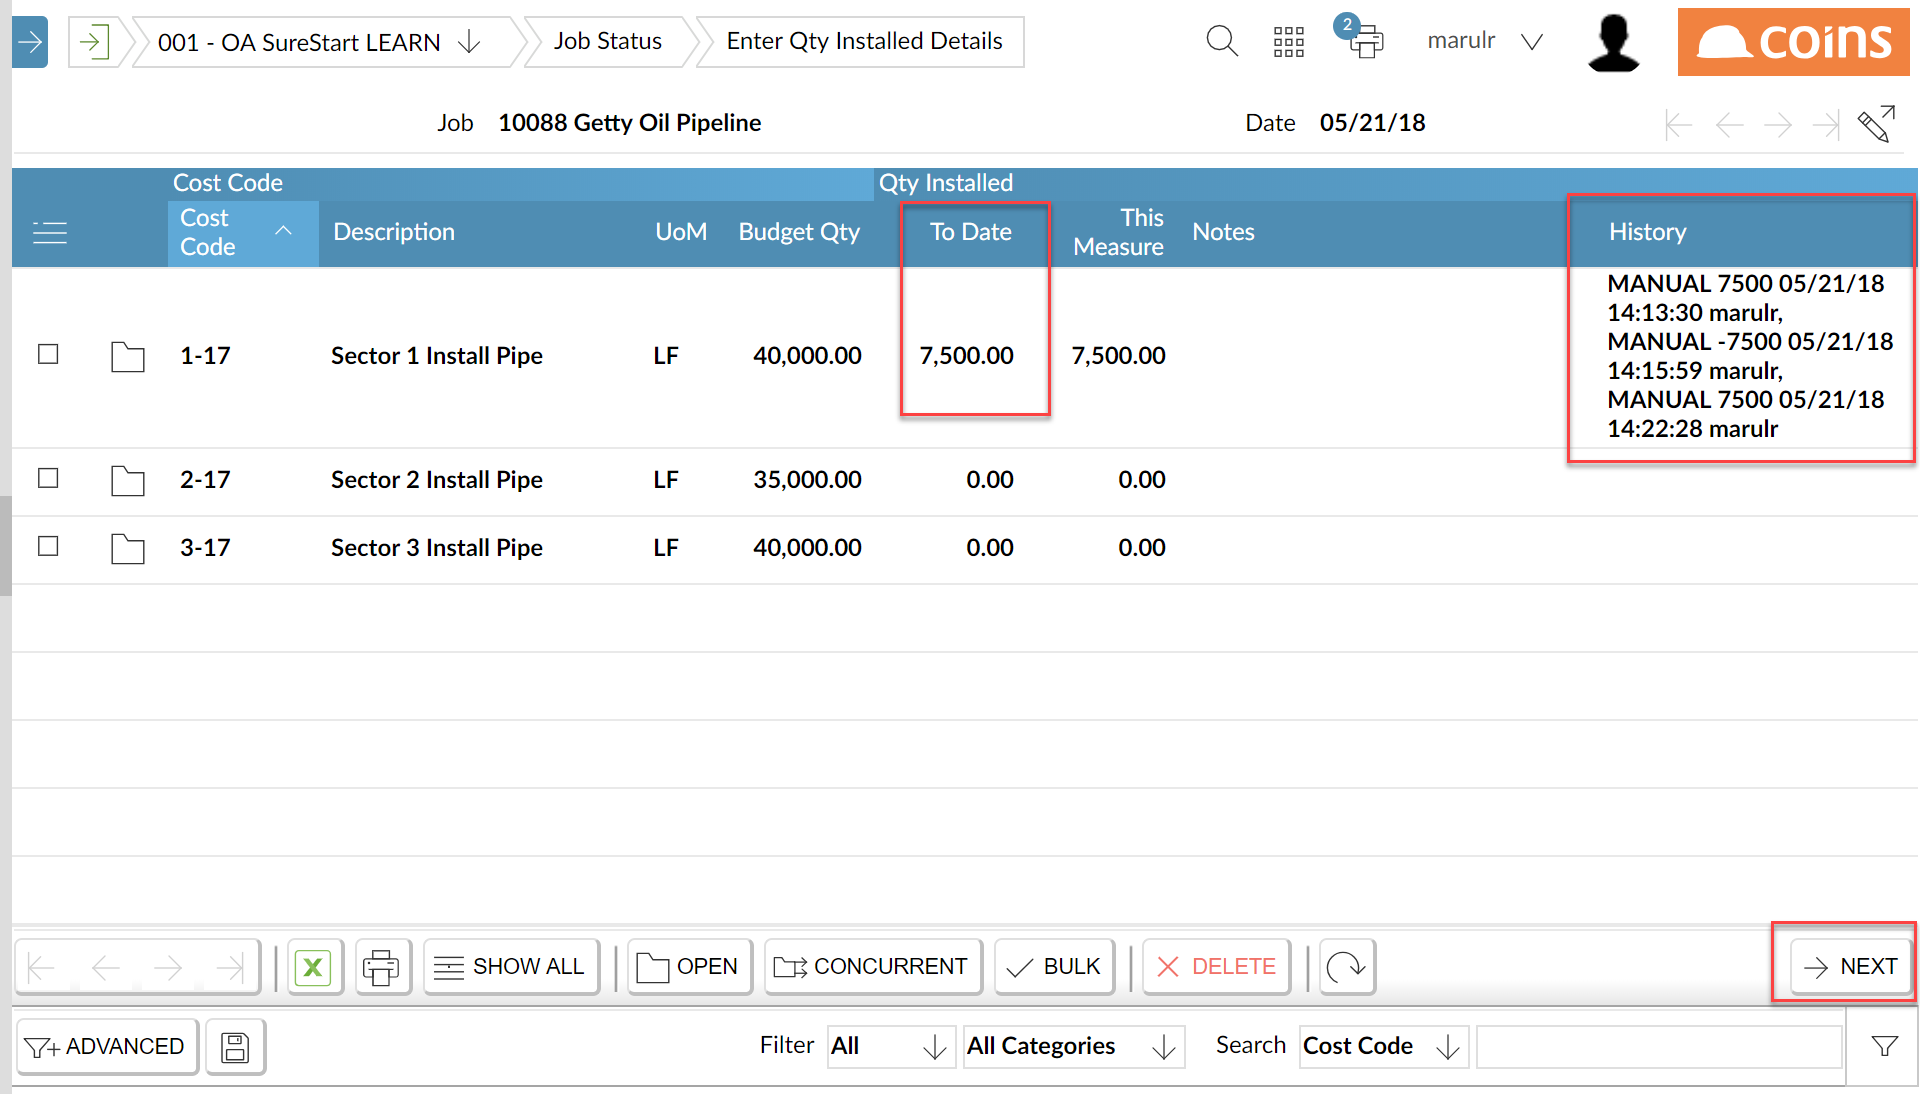 001 - OA SureStart LEARN
Job Status
Enter Qty Installed Details
2
marulr
coins
Job 10088 Getty Oil Pipeline
Date 05/21/18
Cost Code
Qty Installed
Cost Code
Description
UoM
Budget Qty
To Date
This Measure
Notes
History
1-17 Sector 1 Install Pipe LF 40,000.00 7,500.00 7,500.00
MANUAL 7500 05/21/18
14:13:30 marulr,
MANUAL -7500 05/21/18
14:15:59 marulr,
MANUAL 7500 05/21/18
14:22:28 marulr
2-17 Sector 2 Install Pipe LF 35,000.00 0.00 0.00
3-17 Sector 3 Install Pipe LF 40,000.00 0.00 0.00
X
SHOW ALL
OPEN
CONCURRENT
BULK
DELETE
NEXT
ADVANCED
Filter All
All Categories
Search Cost Code